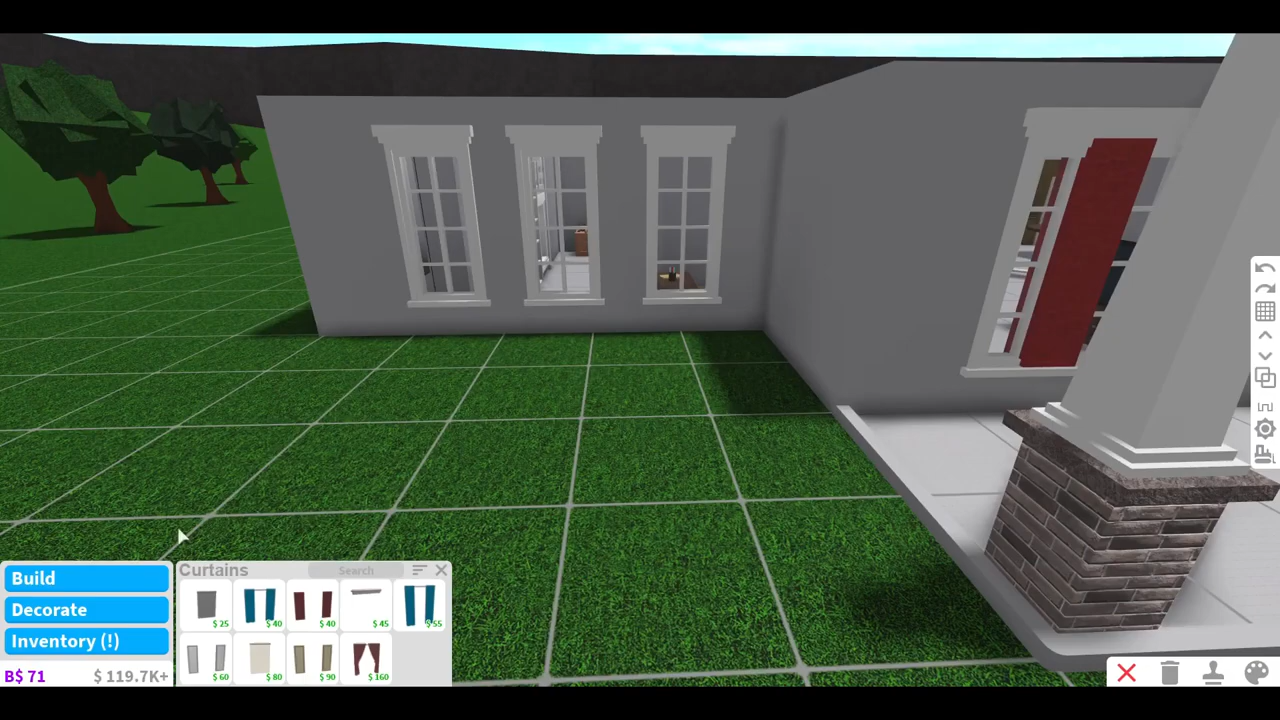 Build
Decorate
Inventory (!)
B$ 71
$ 119.7K+
Curtains
Search
$ 25
$ 40
$ 40
$ 45
$ 55
$ 60
$ 80
$ 90
$ 160